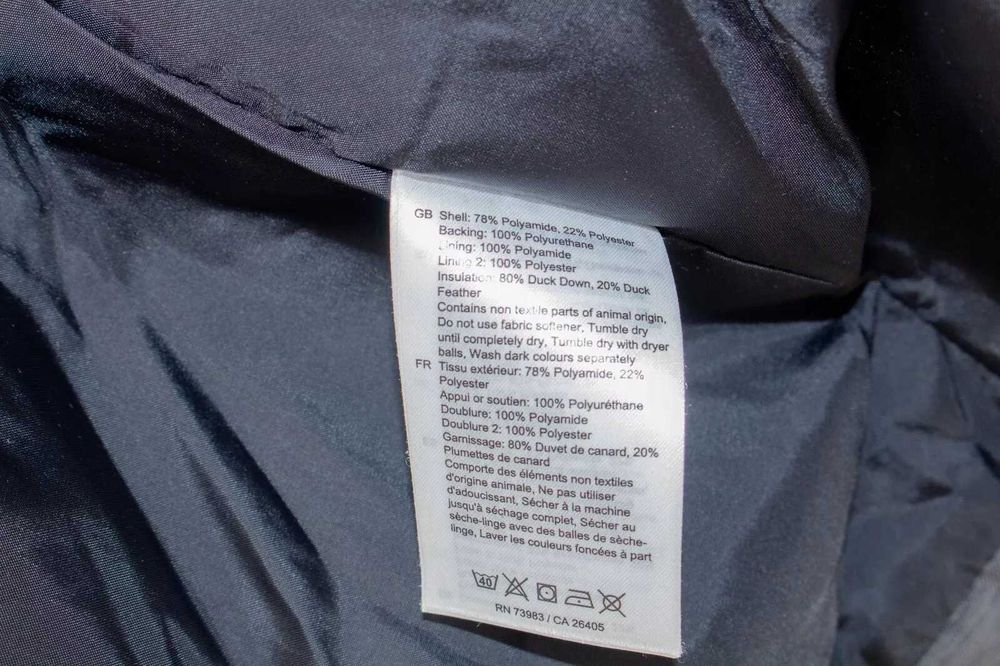 GB Shell: 78% Polyamide, 22% Polyester
Backing: 100% Polyurethane
Lining: 100% Polyamide
Lining 2: 100% Polyester
Insulation: 80% Duck Down, 20% Duck
Feather
Contains non textile parts of animal origin,
Do not use fabric softener, Tumble dry
until completely dry, Tumble dry with dryer
balls, Wash dark colours separately
FR Tissu extérieur: 78% Polyamide, 22%
Polyester
Appui or soutien: 100% Polyuréthane
Doublure: 100% Polyamide
Doublure 2: 100% Polyester
Garnissage: 80% Duvet de canard, 20%
Plumettes de canard
Comporte des éléments non textiles
d'origine animale, Ne pas utiliser
d'adoucissant, Sécher à la machine
jusqu'à séchage complet, Sécher au
sèche-linge avec des balles de sèche-
linge, Laver les couleurs foncées à part
40
RN 73983 / CA 26405